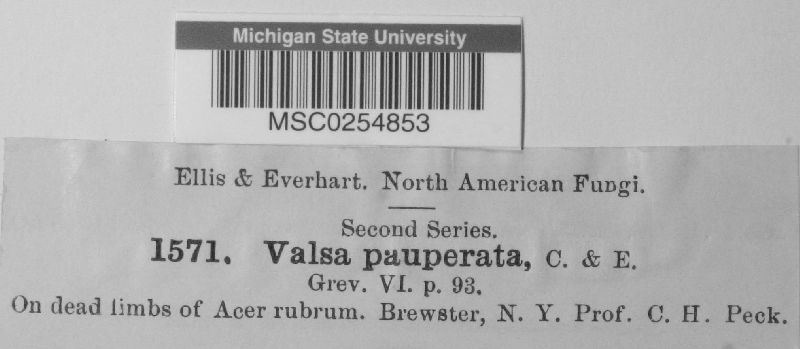 Michigan State University
MSC0254853
Ellis & Everhart. North American Fungi.
Second Series.
1571. Valsa pauperata, C. & E.
Grev. VI. p. 93.
On dead limbs of Acer rubrum. Brewster, N. Y. Prof. C. H. Peck.